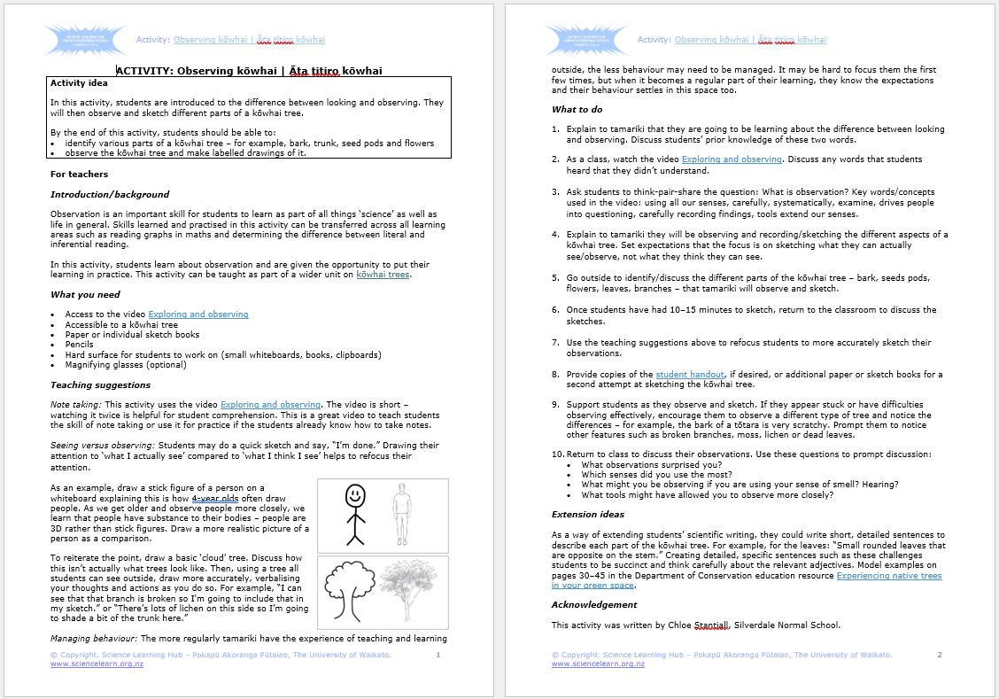 Activity: Observing kōwhai | Āta titiro kōwhai
ACTIVITY: Observing kōwhai | Āta titiro kōwhai
Activity idea
In this activity, students are introduced to the difference between looking and observing. They
will then observe and sketch different parts of a kōwhai tree.
By the end of this activity, students should be able to:
• identify various parts of a kōwhai tree – for example, bark, trunk, seed pods and flowers
• observe the kōwhai tree and make labelled drawings of it.
For teachers
Introduction/background
Observation is an important skill for students to learn as part of all things ‘science’ as well as
life in general. Skills learned and practised in this activity can be transferred across all learning
areas such as reading graphs in maths and determining the difference between literal and
inferential reading.
In this activity, students learn about observation and are given the opportunity to put their
learning in practice. This activity can be taught as part of a wider unit on kōwhai trees.
What you need
• Access to the video Exploring and observing
• Accessible to a kōwhai tree
• Paper or individual sketch books
• Pencils
• Hard surface for students to work on (small whiteboards, books, clipboards)
• Magnifying glasses (optional)
Teaching suggestions
Note taking: This activity uses the video Exploring and observing. The video is short –
watching it twice is helpful for student comprehension. This is a great video to teach students
the skill of note taking or use it for practice if the students already know how to take notes.
Seeing versus observing: Students may do a quick sketch and say, “I’m done.” Drawing their
attention to ‘what I actually see’ compared to ‘what I think I see’ helps to refocus their
attention.
As an example, draw a stick figure of a person on a
whiteboard explaining this is how 4-year olds often draw
people. As we get older and observe people more closely, we
learn that people have substance to their bodies – people are
3D rather than stick figures. Draw a more realistic picture of a
person as a comparison.
To reiterate the point, draw a basic ‘cloud’ tree. Discuss how
this isn’t actually what trees look like. Then, using a tree all
students can see outside, draw more accurately, verbalising
your thoughts and actions as you do so. For example, “I can
see that that branch is broken so I’m going to include that in
my sketch.” or “There’s lots of lichen on this side so I’m going
to shade a bit of the trunk here.”
Managing behaviour: The more regularly tamariki have the experience of teaching and learning
© Copyright. Science Learning Hub – Pokapū Akoranga Pūtaiao, The University of Waikato. 1
www.sciencelearn.org.nz
Activity: Observing kōwhai | Āta titiro kōwhai
outside, the less behaviour may need to be managed. It may be hard to focus them the first
few times, but when it becomes a regular part of their learning, they know the expectations
and their behaviour settles in this space too.
What to do
1. Explain to tamariki that they are going to be learning about the difference between looking
and observing. Discuss students’ prior knowledge of these two words.
2. As a class, watch the video Exploring and observing. Discuss any words that students
heard that they didn’t understand.
3. Ask students to think-pair-share the question: What is observation? Key words/concepts
used in the video: using all our senses, carefully, systematically, examine, drives people
into questioning, carefully recording findings, tools extend our senses.
4. Explain to tamariki they will be observing and recording/sketching the different aspects of a
kōwhai tree. Set expectations that the focus is on sketching what they can actually
see/observe, not what they think they can see.
5. Go outside to identify/discuss the different parts of the kōwhai tree – bark, seeds pods,
flowers, leaves, branches – that tamariki will observe and sketch.
6. Once students have had 10–15 minutes to sketch, return to the classroom to discuss the
sketches.
7. Use the teaching suggestions above to refocus students to more accurately sketch their
observations.
8. Provide copies of the student handout, if desired, or additional paper or sketch books for a
second attempt at sketching the kōwhai tree.
9. Support students as they observe and sketch. If they appear stuck or have difficulties
observing effectively, encourage them to observe a different type of tree and notice the
differences – for example, the bark of a tōtara is very scratchy. Prompt them to notice
other features such as broken branches, moss, lichen or dead leaves.
10. Return to class to discuss their observations. Use these questions to prompt discussion:
• What observations surprised you?
• Which senses did you use the most?
• What might you be observing if you are using your sense of smell? Hearing?
• What tools might have allowed you to observe more closely?
Extension ideas
As a way of extending students’ scientific writing, they could write short, detailed sentences to
describe each part of the kōwhai tree. For example, for the leaves: “Small rounded leaves that
are opposite on the stem.” Creating detailed, specific sentences such as these challenges
students to be succinct and think carefully about the relevant adjectives. Model examples on
pages 30–45 in the Department of Conservation education resource Experiencing native trees
in your green space.
Acknowledgement
This activity was written by Chloe Stantiall, Silverdale Normal School.
© Copyright. Science Learning Hub – Pokapū Akoranga Pūtaiao, The University of Waikato. 2
www.sciencelearn.org.nz